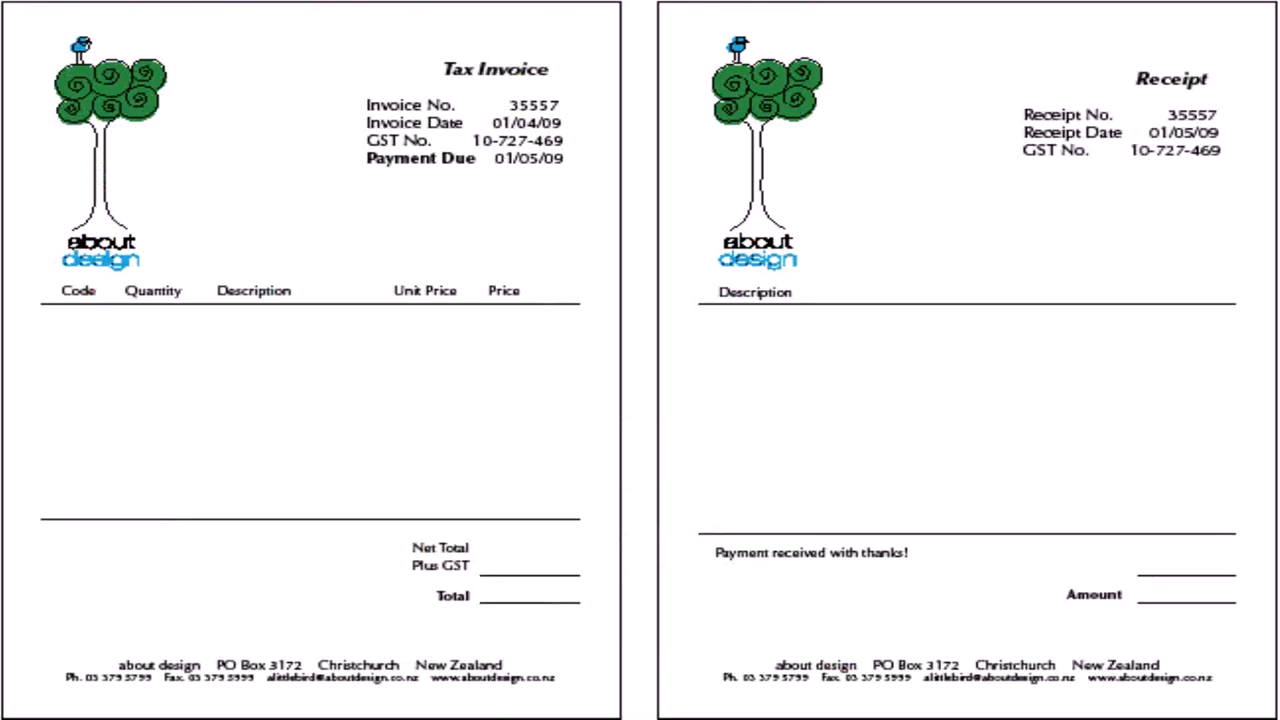 Tax Invoice
Invoice No. 35557
Invoice Date 01/04/09
GST No. 10-727-469
Payment Due 01/05/09
about
design
Code Quantity Description Unit Price Price
Net Total
Plus GST
Total
about design PO Box 3172 Christchurch New Zealand
Ph. 03 379 5799 Fax. 03 379 5999 alittlebird@aboutdesign.co.nz www.aboutdesign.co.nz
Receipt
Receipt No. 35557
Receipt Date 01/05/09
GST No. 10-727-469
about
design
Description
Payment received with thanks!
Amount
about design PO Box 3172 Christchurch New Zealand
Ph. 03 379 5799 Fax. 03 379 5999 alittlebird@aboutdesign.co.nz www.aboutdesign.co.nz